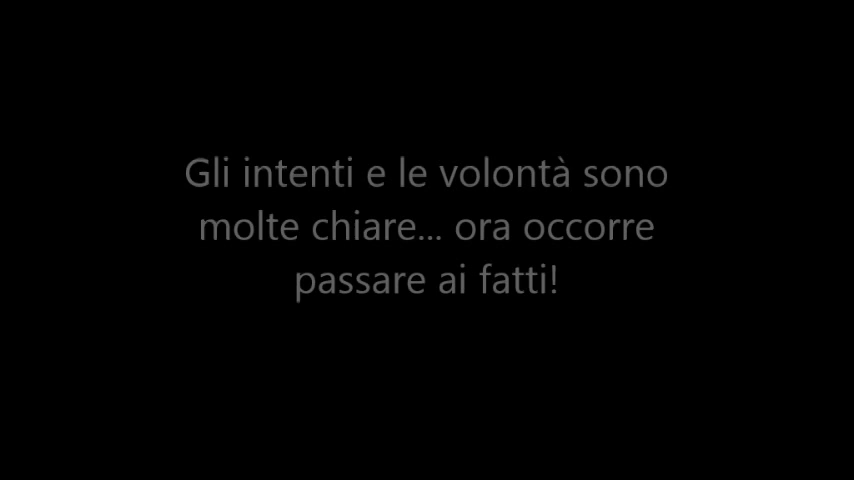 Gli intenti e le volontà sono
molte chiare... ora occorre
passare ai fatti!